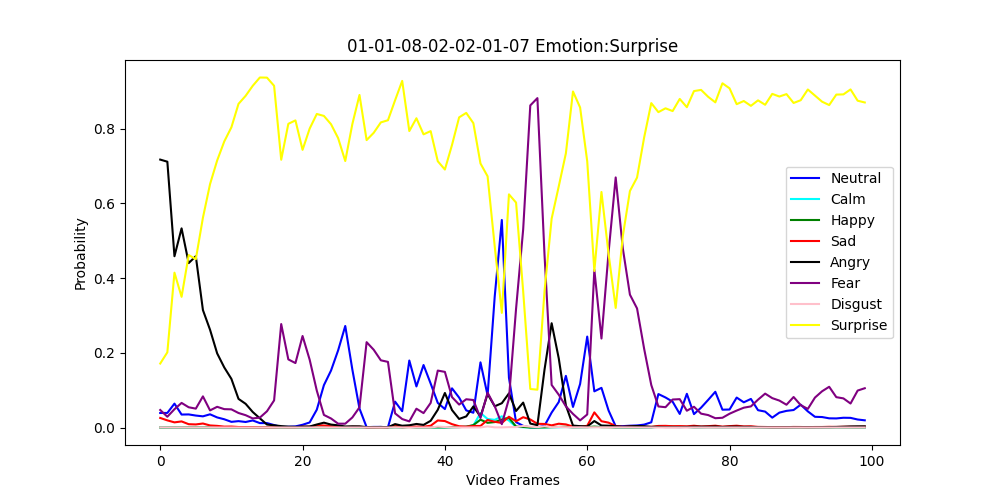 01-01-08-02-02-01-07 Emotion:Surprise
Probability
0.8
0.6
0.4
0.2
0.0
Neutral
Calm
Happy
Sad
Angry
Fear
Disgust
Surprise
0 20 40 60 80 100
Video Frames